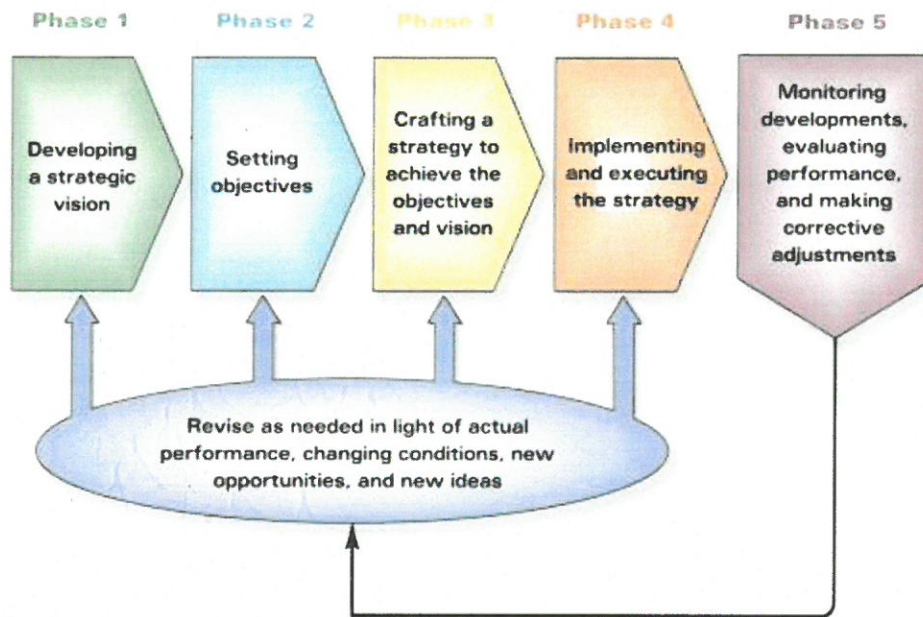 Phase 1
Phase 2
Phase 3
Phase 4
Phase 5
Developing
a strategic
vision
Setting
objectives
Crafting a
strategy to
achieve the
objectives
and vision
Implementing
and executing
the strategy
Monitoring
developments,
evaluating
performance,
and making
corrective
adjustments
Revise as needed in light of actual
performance, changing conditions, new
opportunities, and new ideas